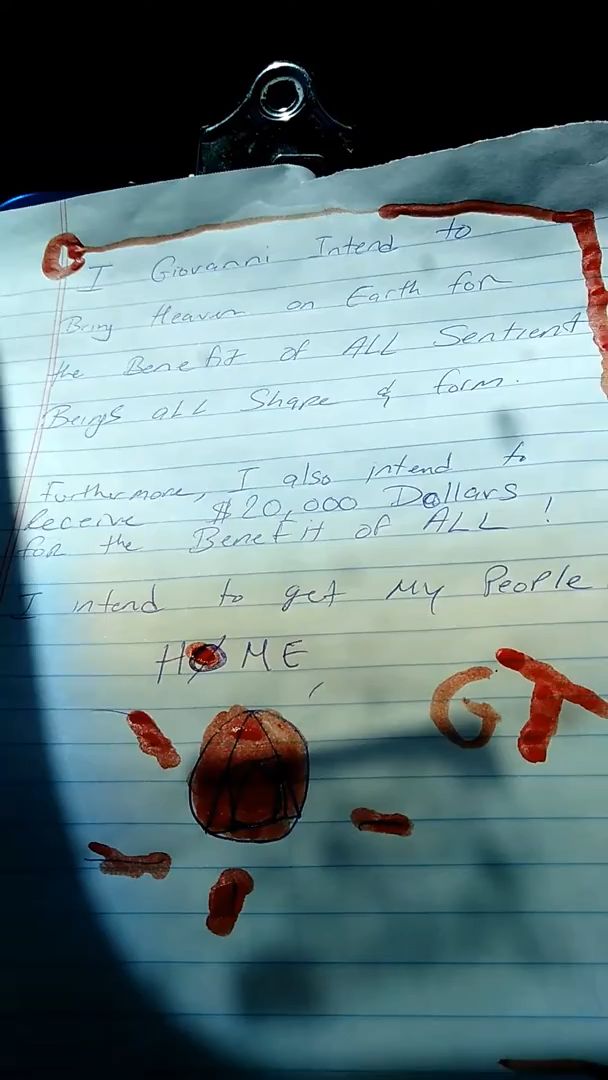 I Giovanni Intend to
Bring Heaven on Earth for
the Benefit of ALL Sentient
Beings all Shape & form.
Furthermore, I also intend to
Receive $20,000 Dollars
for the Benefit of ALL!
I intend to get My People
HOME
GT